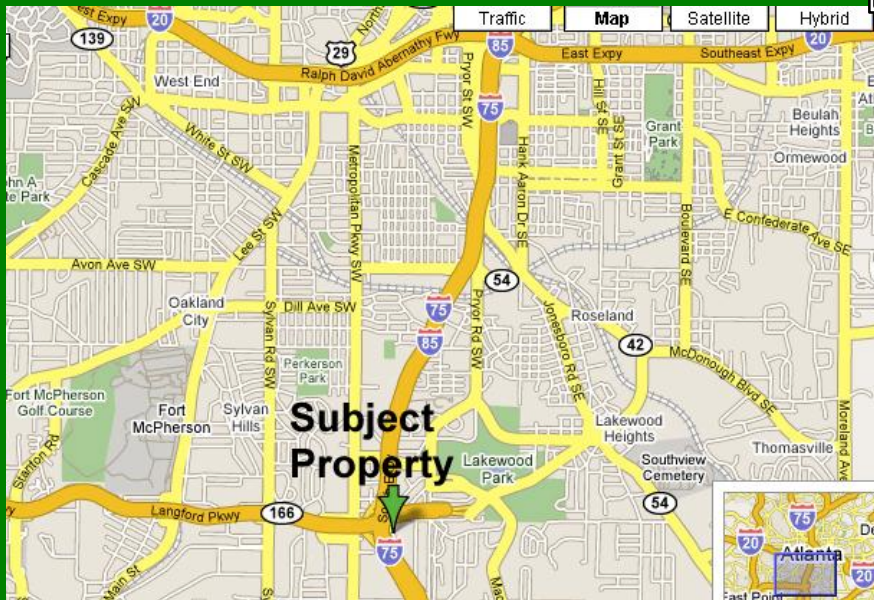 Traffic
Map
Satellite
Hybrid
est Expy
20
North
139
29
85
East Expy
Southeast Expy
20
Ralph David Abernathy Fwy
West End
Pryor St SW
75
Hill St SE
Grant St SE
Grant
Park
Beulah
Heights
Ormewood
Cascade Ave SW
White St SW
Metropolitan Pkwy SW
Hank Aaron Dr SE
Boulevard SE
E Confederate Ave SE
Lee St SW
Avon Ave SW
54
Oakland
City
Dill Ave SW
75
85
Pryor Rd SW
Jonesboro Rd SE
Roseland
42
McDonough Blvd SE
Sylvan Rd SW
Perkerson
Park
Fort McPherson
Golf Course
Fort
McPherson
Sylvan
Hills
Subject
Property
Lakewood
Heights
Lakewood
Park
Southview
Cemetery
Thomasville
Moreland Ave
Stanton Rd
Langford Pkwy
166
54
75
Main St
75
20
Atlanta
De
20
East Point